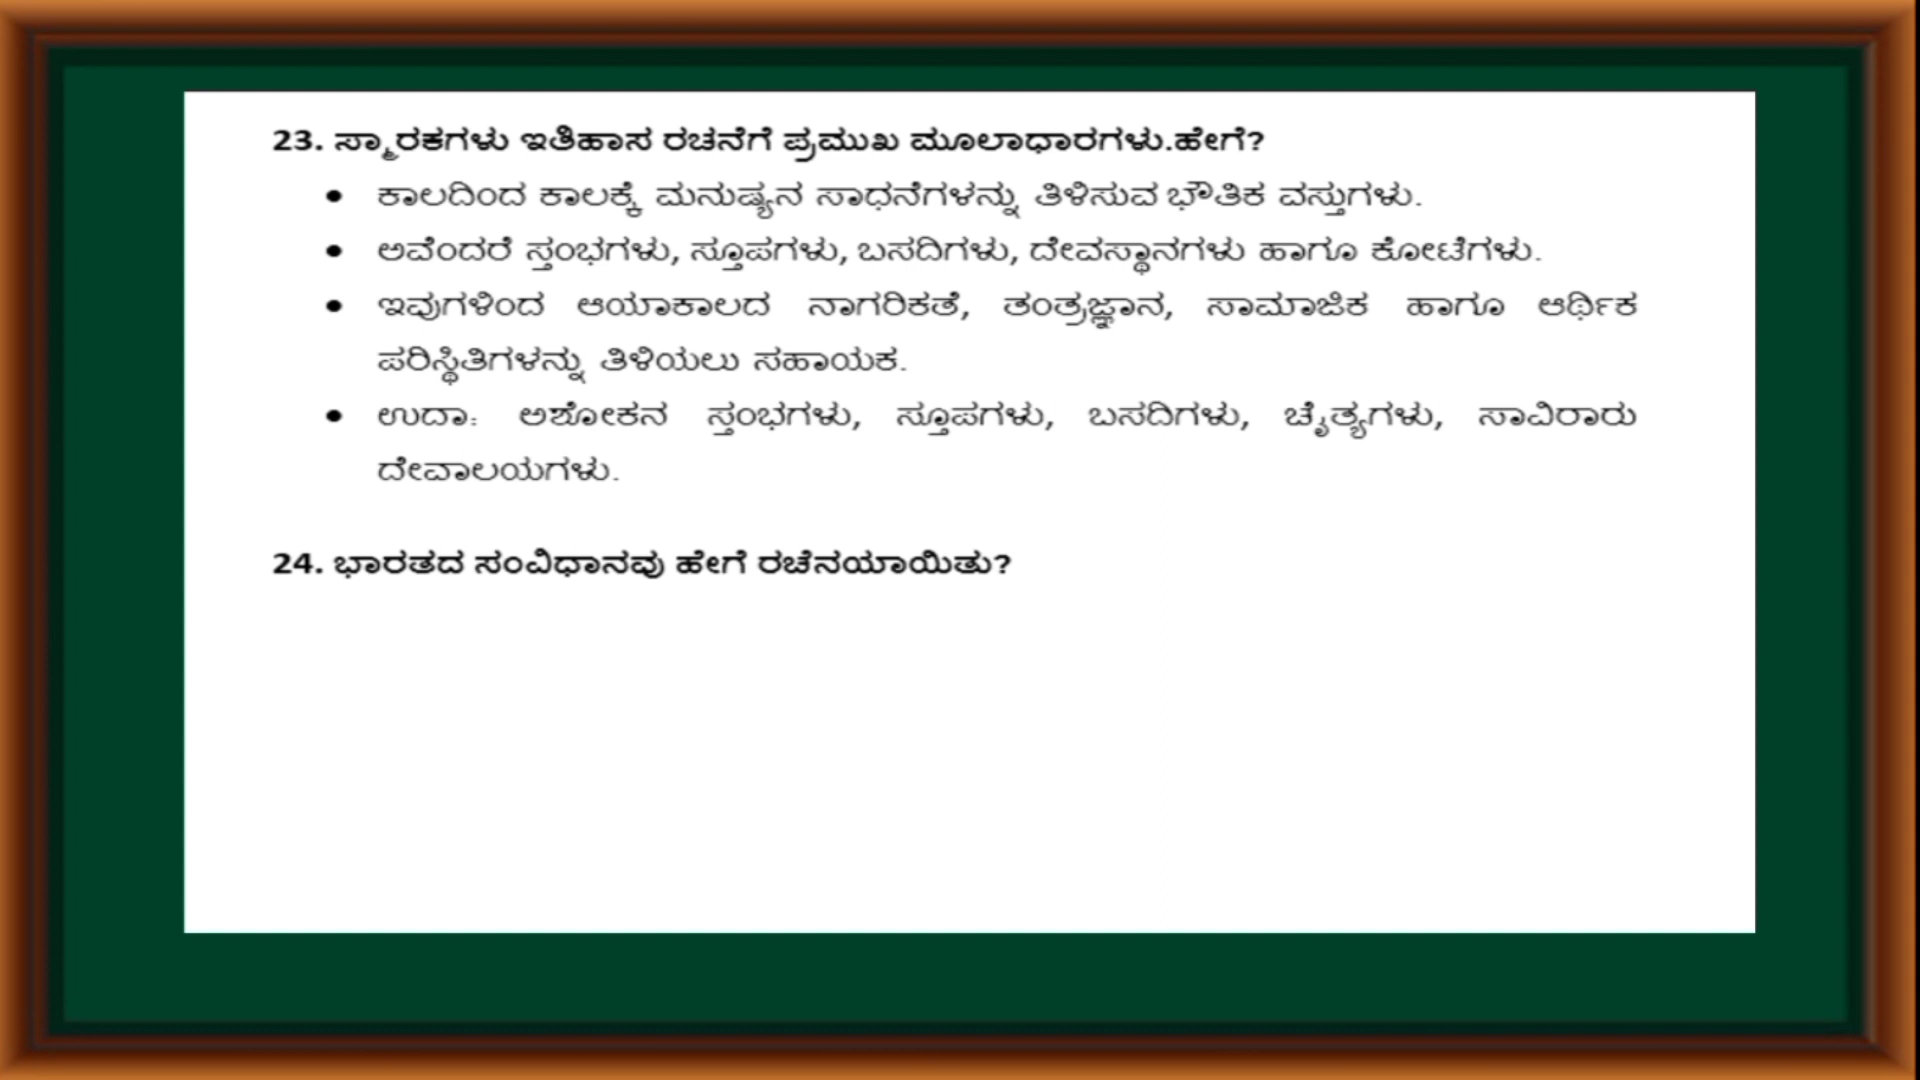 23. ಸ್ಮಾರಕಗಳು ಇತಿಹಾಸ ರಚನೆಗೆ ಪ್ರಮುಖ ಮೂಲಾಧಾರಗಳು.ಹೇಗೆ?
• ಕಾಲದಿಂದ ಕಾಲಕ್ಕೆ ಮನುಷ್ಯನ ಸಾಧನೆಗಳನ್ನು ತಿಳಿಸುವ ಭೌತಿಕ ವಸ್ತುಗಳು.
• ಅವೆಂದರೆ ಸ್ತಂಭಗಳು, ಸ್ತೂಪಗಳು, ಬಸದಿಗಳು, ದೇವಸ್ಥಾನಗಳು ಹಾಗೂ ಕೋಟೆಗಳು.
• ಇವುಗಳಿಂದ ಆಯಾಕಾಲದ ನಾಗರಿಕತೆ, ತಂತ್ರಜ್ಞಾನ, ಸಾಮಾಜಿಕ ಹಾಗೂ ಆರ್ಥಿಕ
ಪರಿಸ್ಥಿತಿಗಳನ್ನು ತಿಳಿಯಲು ಸಹಾಯಕ.
• ಉದಾ: ಅಶೋಕನ ಸ್ತಂಭಗಳು, ಸ್ತೂಪಗಳು, ಬಸದಿಗಳು, ಚೈತ್ಯಗಳು, ಸಾವಿರಾರು
ದೇವಾಲಯಗಳು.
24. ಭಾರತದ ಸಂವಿಧಾನವು ಹೇಗೆ ರಚೆನಯಾಯಿತು?